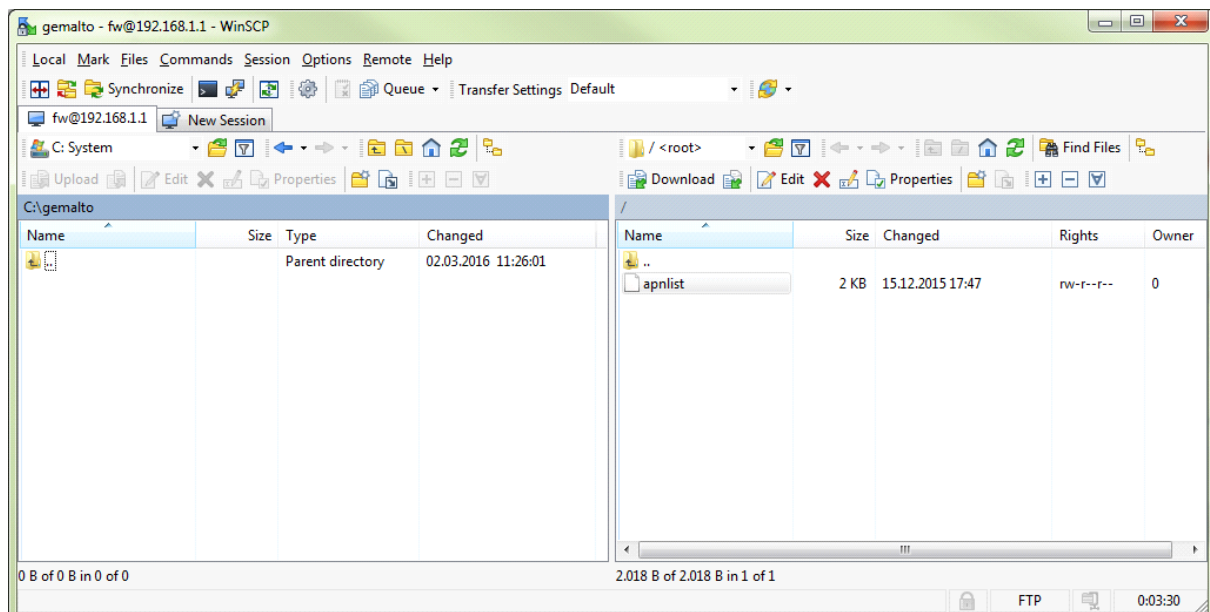 gemalto - fw@192.168.1.1 - WinSCP
Local Mark Files Commands Session Options Remote Help
Synchronize Queue Transfer Settings Default
fw@192.168.1.1 New Session
C: System / <root> Find Files
Upload Edit Properties Download Edit Properties
C:\gemalto /
Name Size Type Changed Name Size Changed Rights Owner
.. Parent directory 02.03.2016 11:26:01 ..
apnlist 2 KB 15.12.2015 17:47 rw-r--r-- 0
0 B of 0 B in 0 of 0 2.018 B of 2.018 B in 1 of 1
FTP 0:03:30